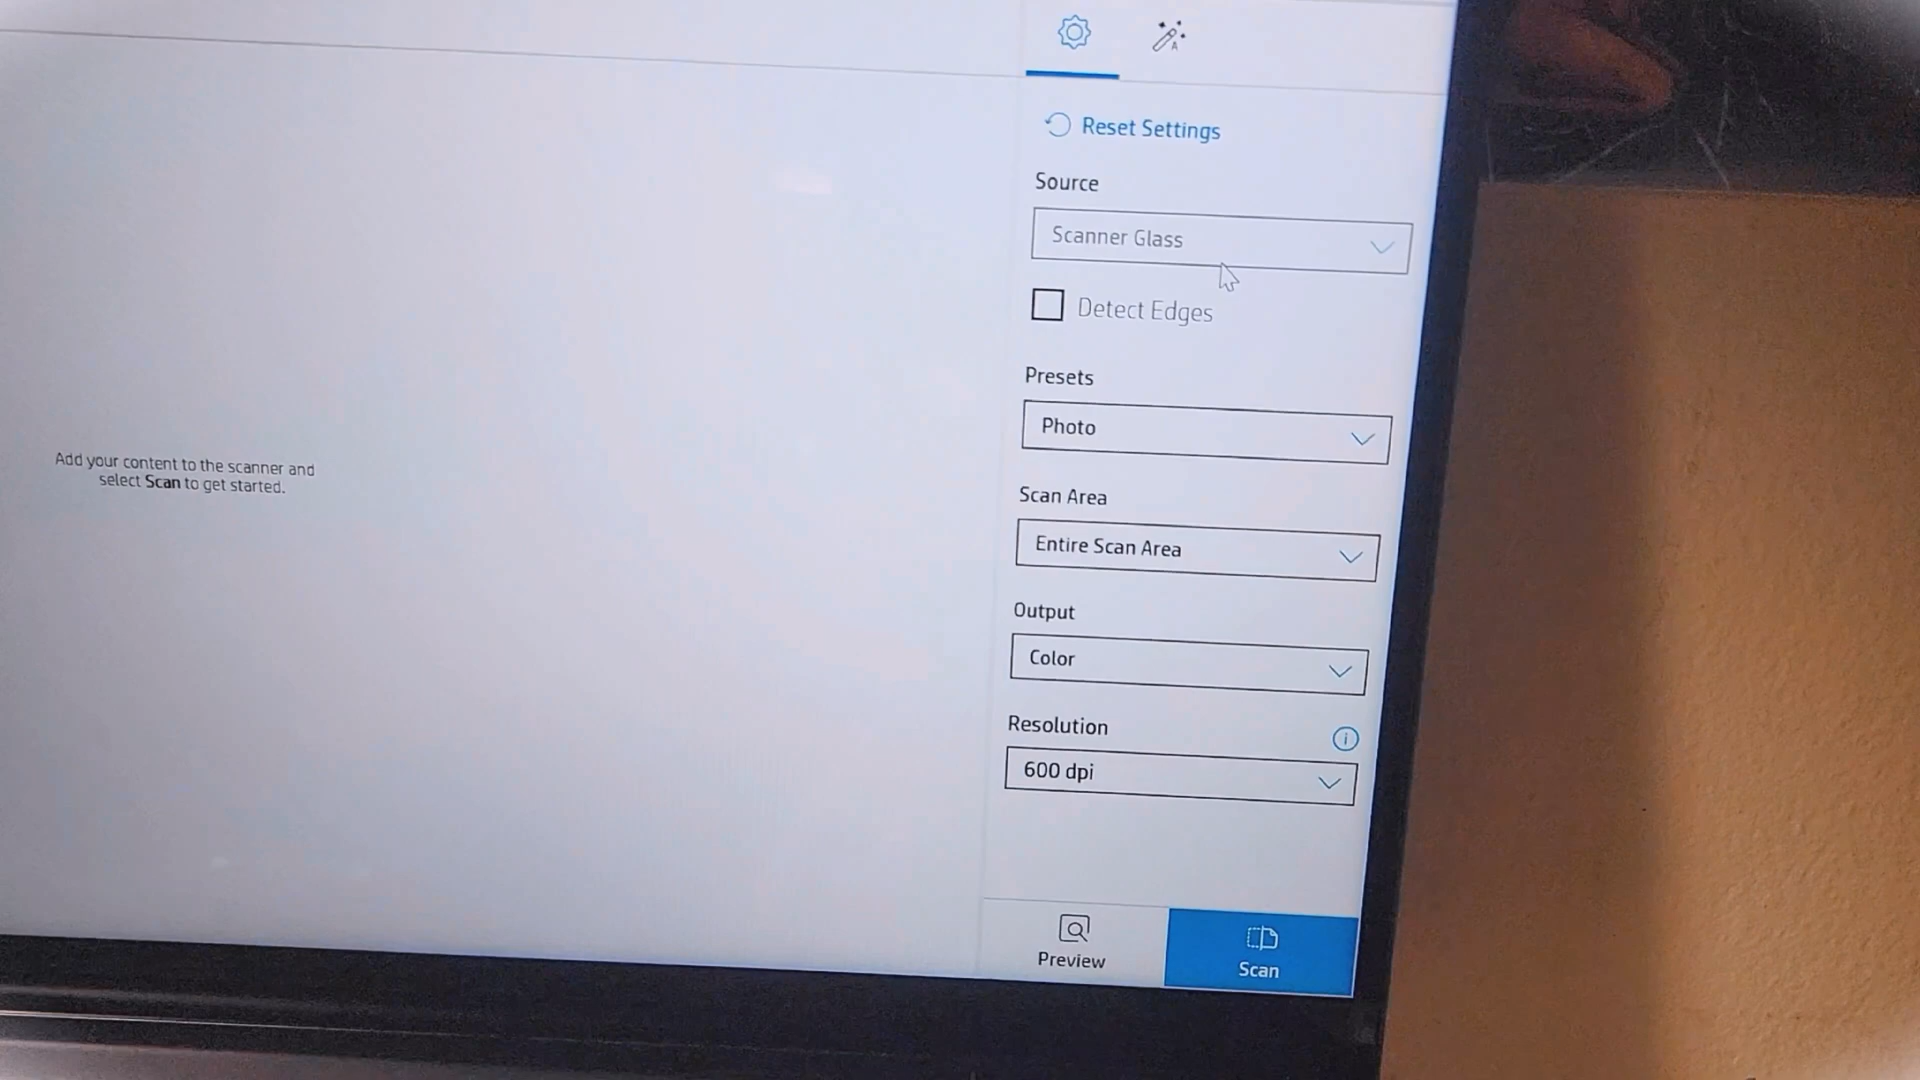 Reset Settings
Source
Scanner Glass
Detect Edges
Presets
Photo
Scan Area
Entire Scan Area
Output
Color
Resolution
600 dpi
Add your content to the scanner and
select Scan to get started.
Preview
Scan